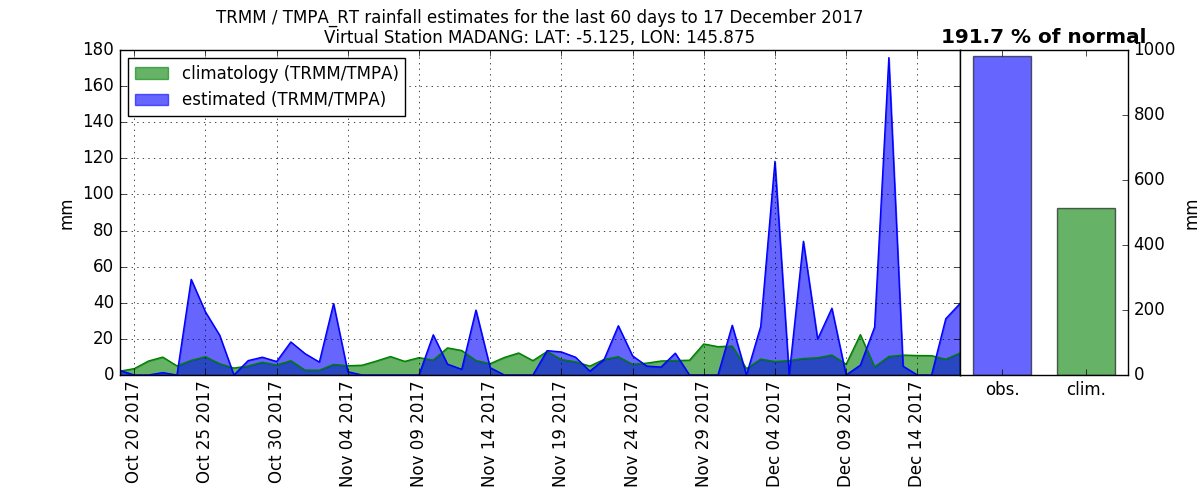 TRMM / TMPA_RT rainfall estimates for the last 60 days to 17 December 2017
Virtual Station MADANG: LAT: -5.125, LON: 145.875
191.7 % of normal
climatology (TRMM/TMPA)
estimated (TRMM/TMPA)
mm
180
160
140
120
100
80
60
40
20
0
Oct 20 2017
Oct 25 2017
Oct 30 2017
Nov 04 2017
Nov 09 2017
Nov 14 2017
Nov 19 2017
Nov 24 2017
Nov 29 2017
Dec 04 2017
Dec 09 2017
Dec 14 2017
1000
800
600
400
200
0
mm
obs.
clim.